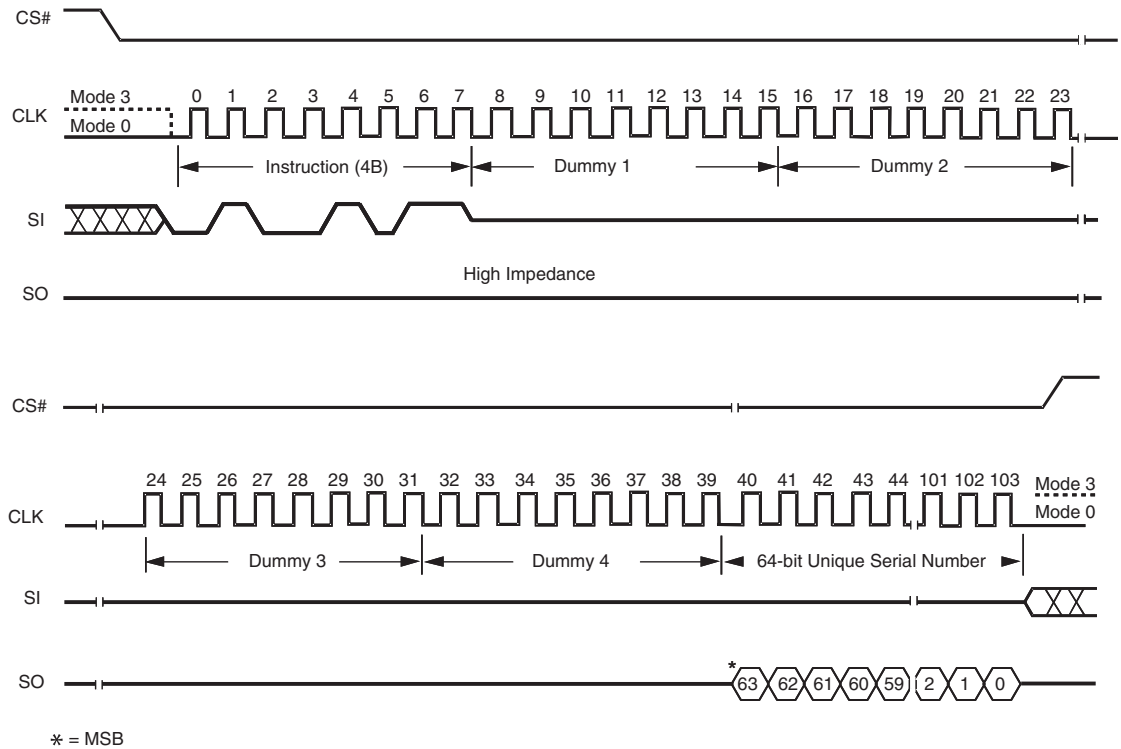 CS#
Mode 3
0 1 2 3 4 5 6 7 8 9 10 11 12 13 14 15 16 17 18 19 20 21 22 23
CLK
Mode 0
Instruction (4B) Dummy 1 Dummy 2
SI
High Impedance
SO
CS#
24 25 26 27 28 29 30 31 32 33 34 35 36 37 38 39 40 41 42 43 44 101 102 103
Mode 3
CLK
Mode 0
Dummy 3 Dummy 4 64-bit Unique Serial Number
SI
*
SO
63 62 61 60 59 2 1 0
* = MSB